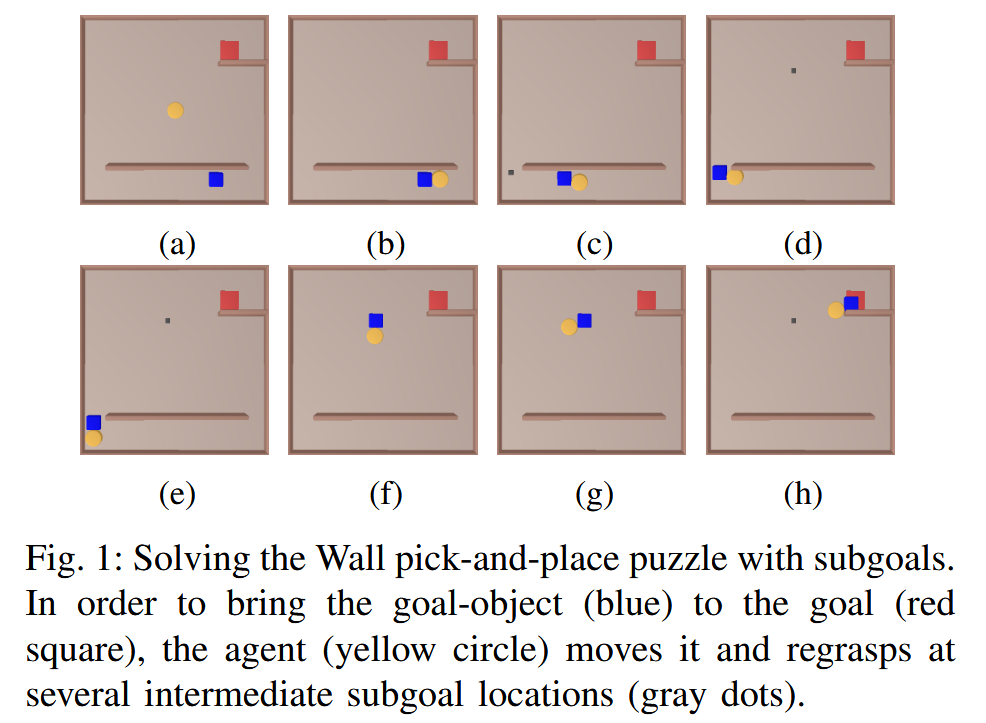 (a) (b) (c) (d)
(e) (f) (g) (h)
Fig. 1: Solving the Wall pick-and-place puzzle with subgoals.
In order to bring the goal-object (blue) to the goal (red
square), the agent (yellow circle) moves it and regrasps at
several intermediate subgoal locations (gray dots).